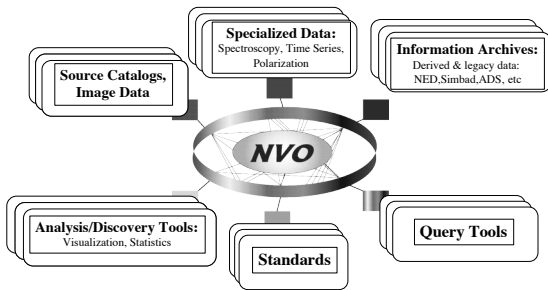 Specialized Data:
Spectroscopy, Time Series,
Polarization
Source Catalogs,
Image Data
Information Archives:
Derived & legacy data:
NED,Simbad,ADS, etc
NVO
Analysis/Discovery Tools:
Visualization, Statistics
Standards
Query Tools